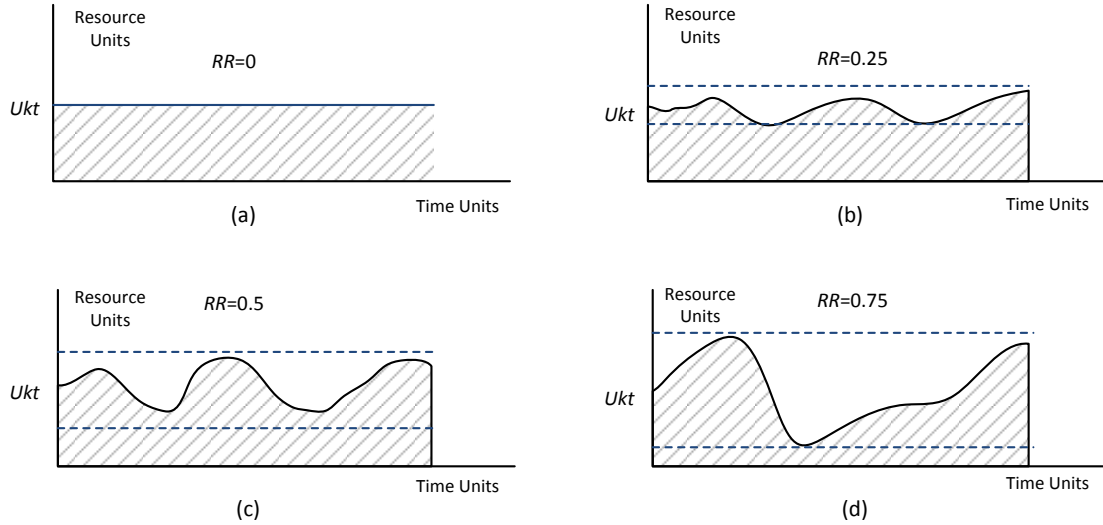 Resource
Units
RR=0
Ukt
Time Units
(a)
Resource
Units
RR=0.25
Ukt
Time Units
(b)
Resource
Units
RR=0.5
Ukt
Time Units
(c)
Resource
Units
RR=0.75
Ukt
Time Units
(d)